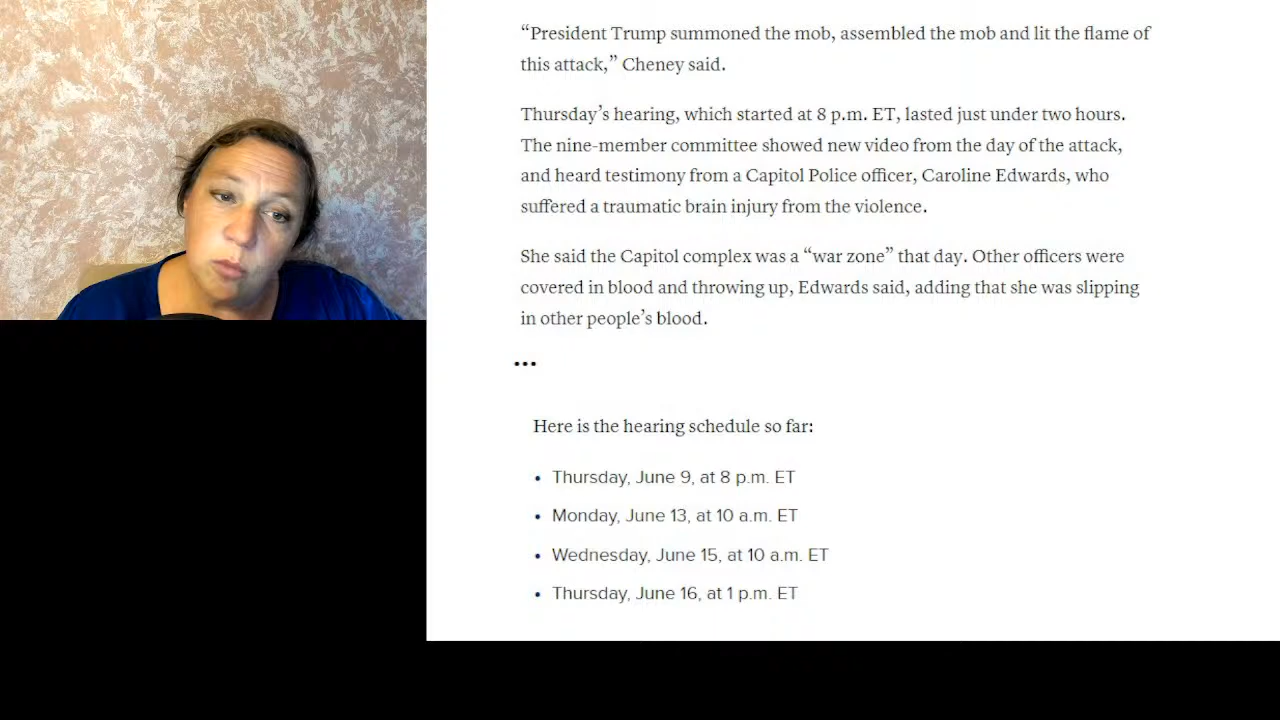 “President Trump summoned the mob, assembled the mob and lit the flame of
this attack,” Cheney said.
Thursday’s hearing, which started at 8 p.m. ET, lasted just under two hours.
The nine-member committee showed new video from the day of the attack,
and heard testimony from a Capitol Police officer, Caroline Edwards, who
suffered a traumatic brain injury from the violence.
She said the Capitol complex was a “war zone” that day. Other officers were
covered in blood and throwing up, Edwards said, adding that she was slipping
in other people’s blood.
...
Here is the hearing schedule so far:
• Thursday, June 9, at 8 p.m. ET
• Monday, June 13, at 10 a.m. ET
• Wednesday, June 15, at 10 a.m. ET
• Thursday, June 16, at 1 p.m. ET